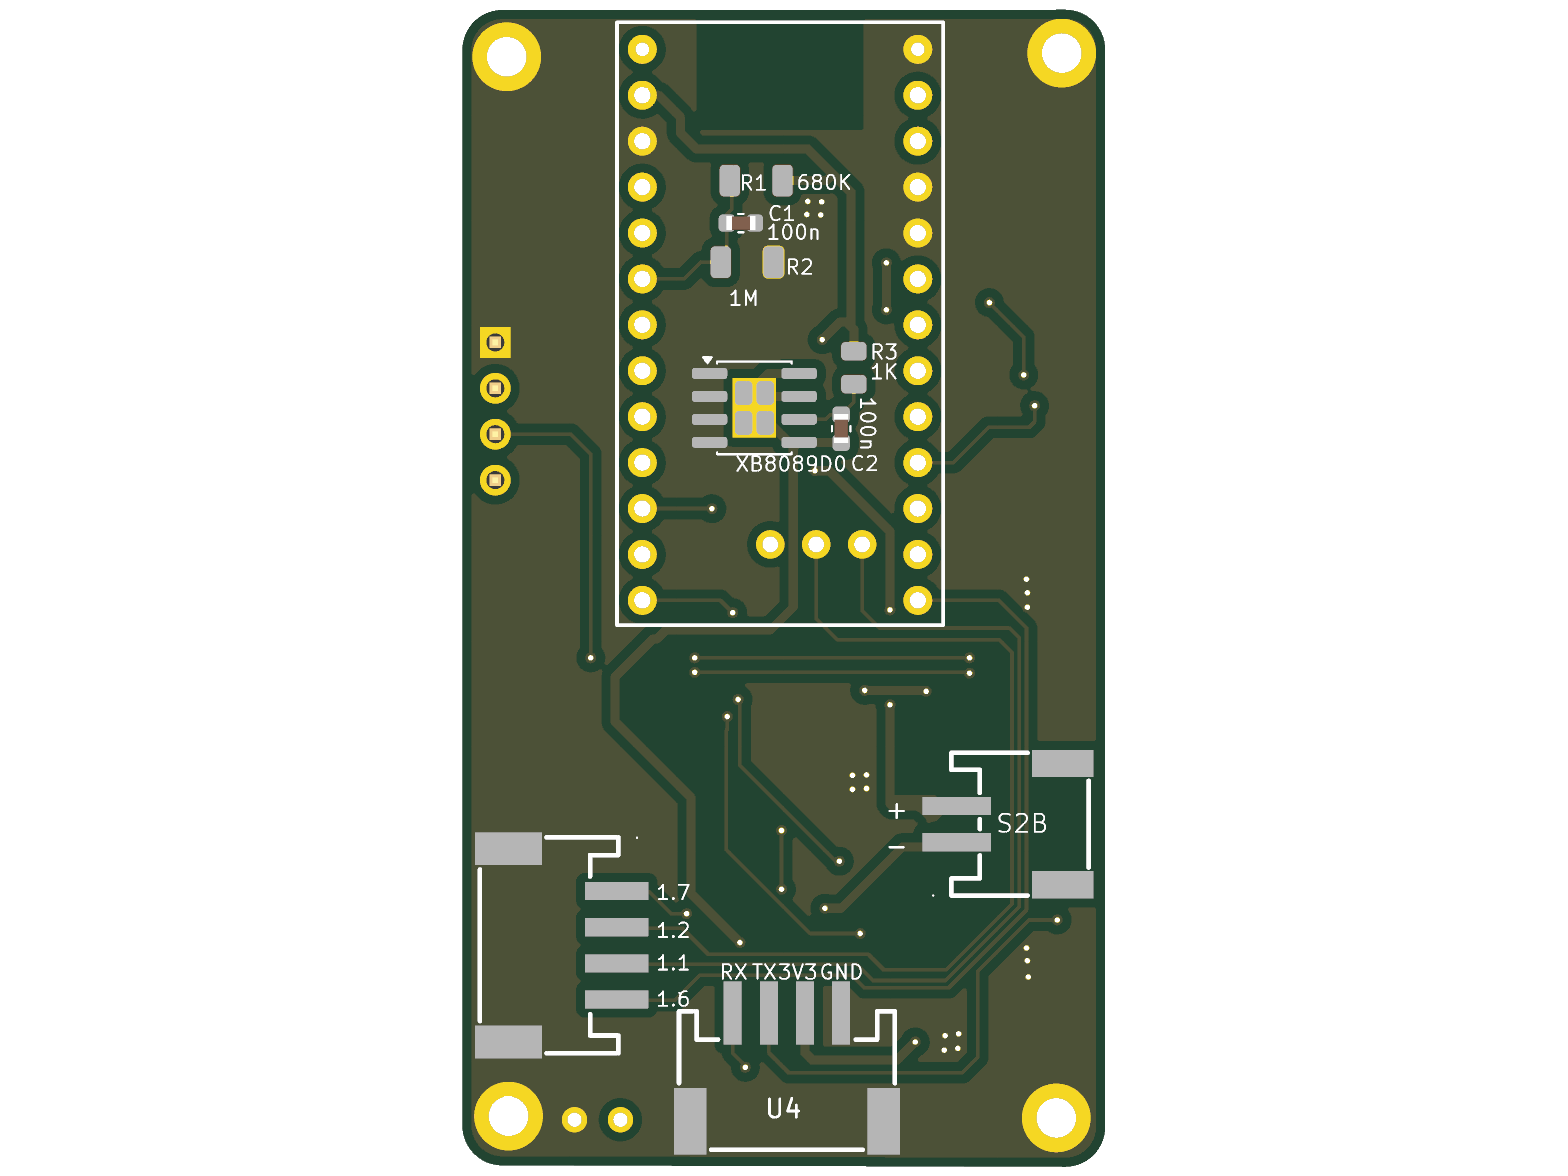 R1 680K
C1
100n
R2
1M
R3
1K
100n
XB8089D0 C2
+
S2B
-
1.7
1.2
1.1
RX TX 3V3 GND
1.6
U4